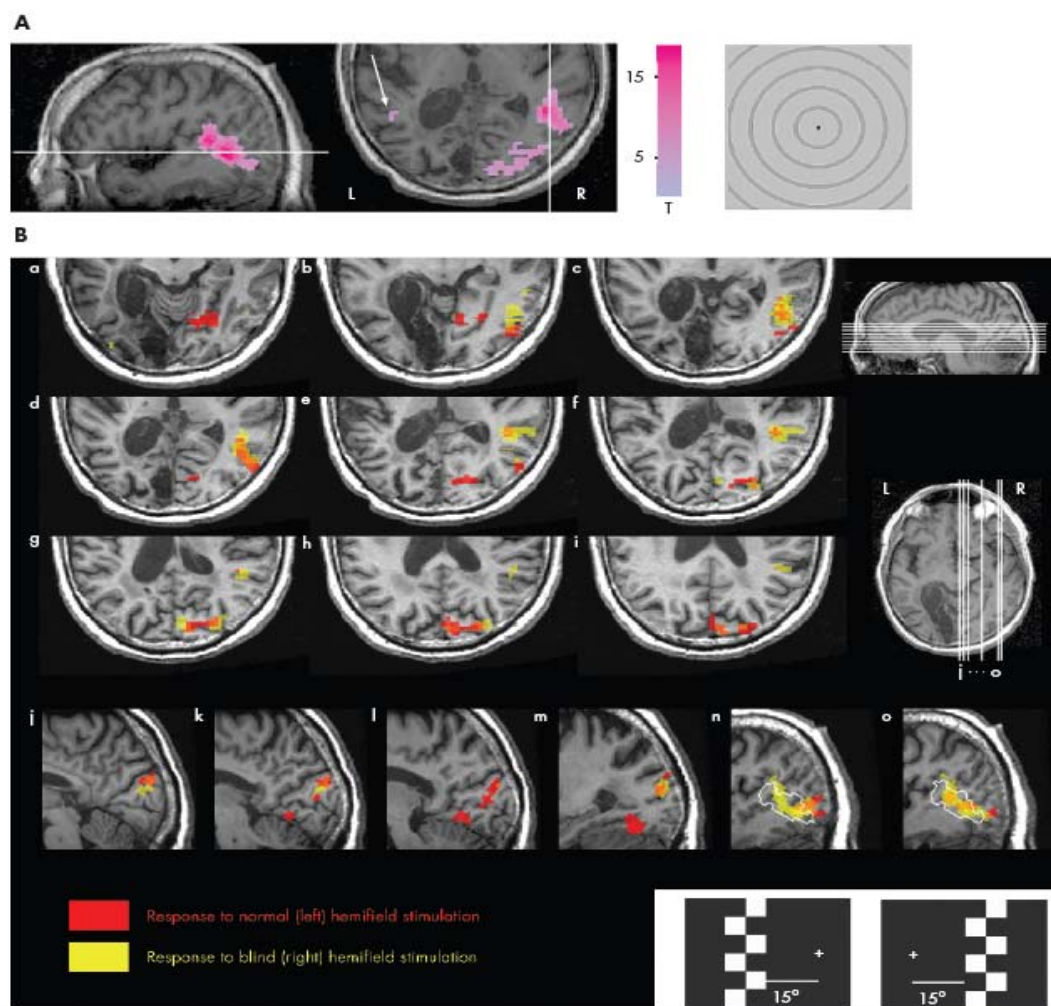 A
L
R
15
5
T
B
a
b
c
d
e
f
g
h
i
L
R
j ··· o
j
k
l
m
n
o
Response to normal (left) hemifield stimulation
Response to blind (right) hemifield stimulation
+
15°
+
15°